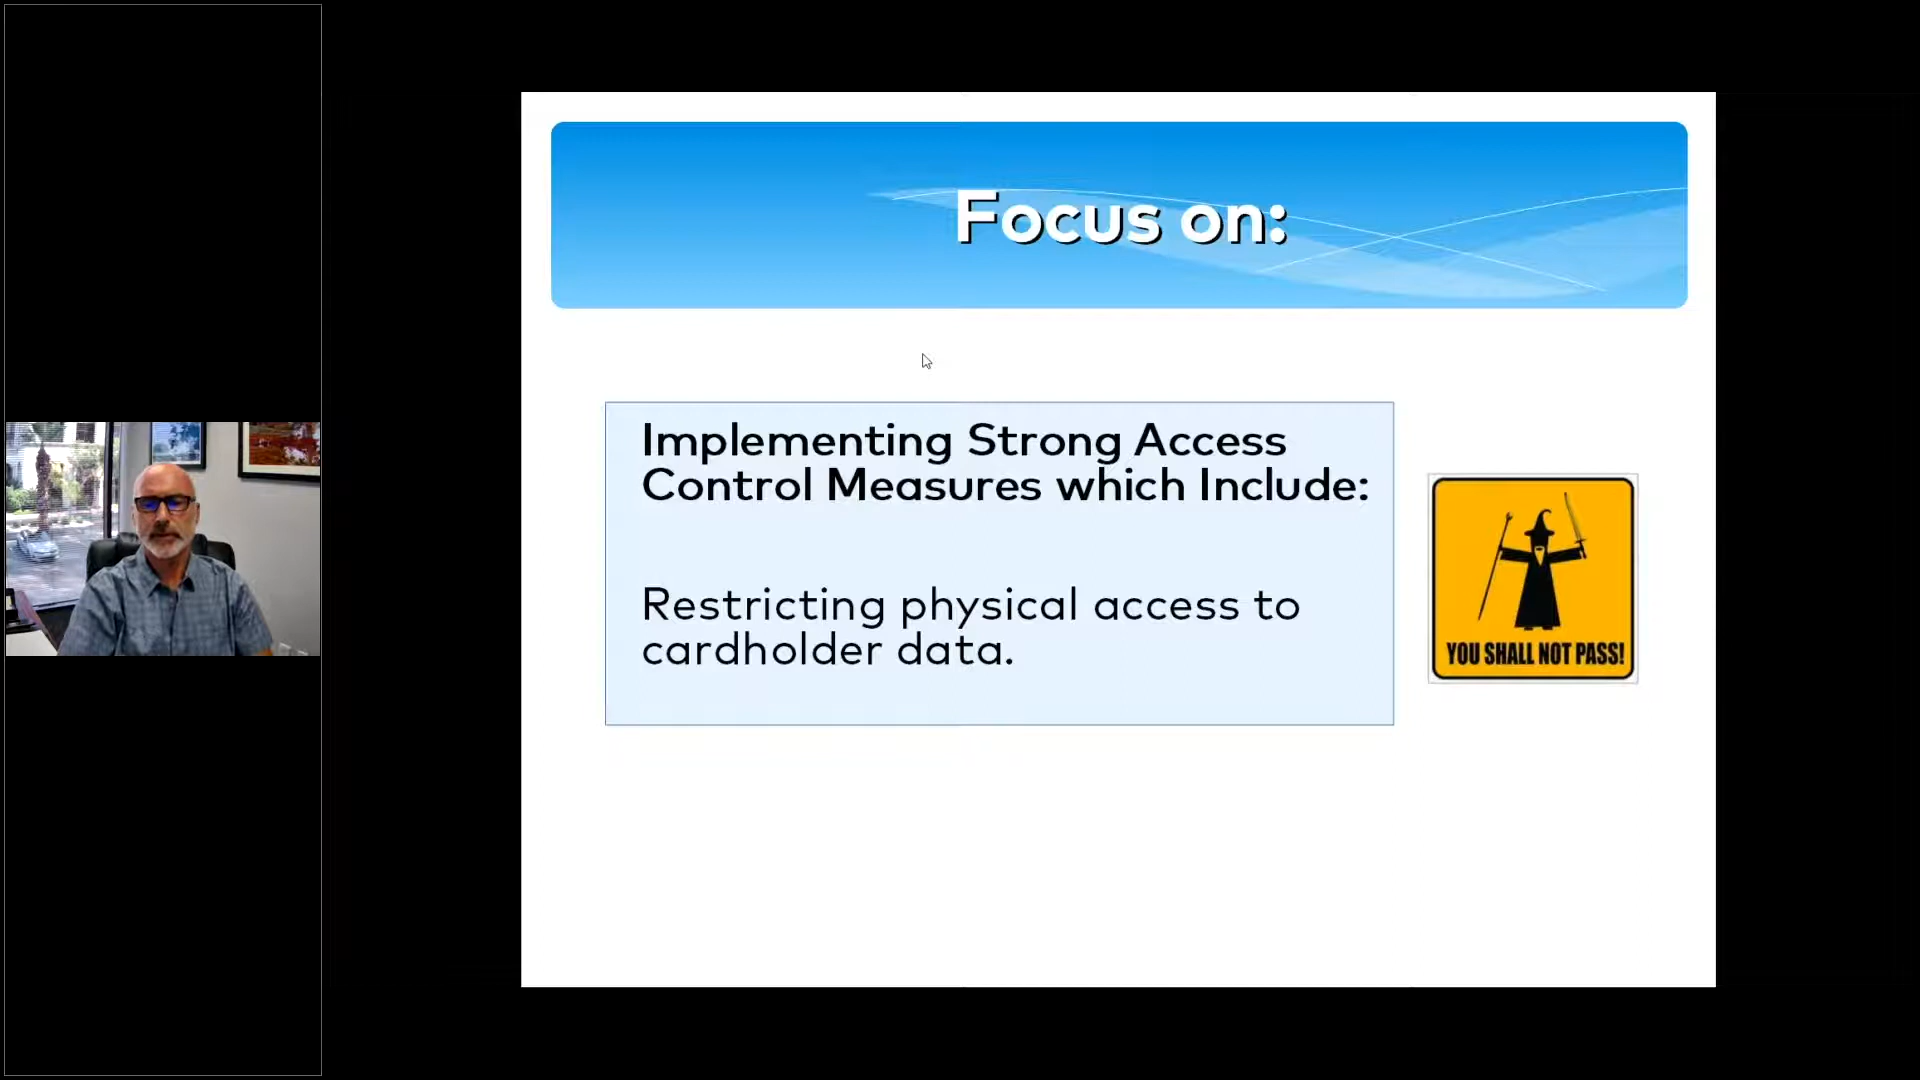 Focus on:
Implementing Strong Access
Control Measures which Include:
Restricting physical access to
cardholder data.
YOU SHALL NOT PASS!